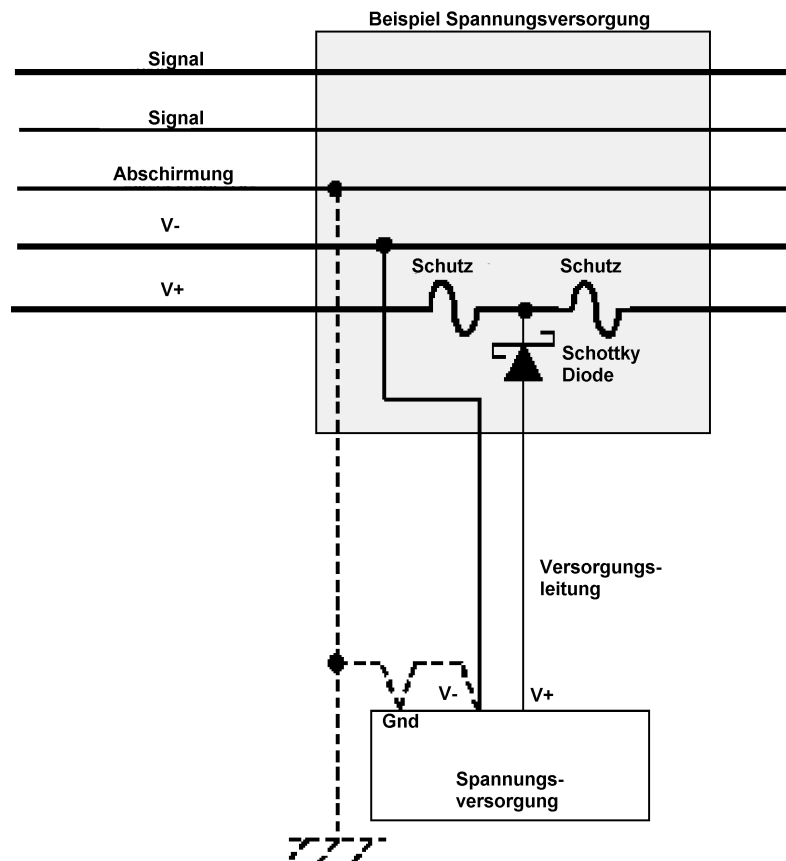 Beispiel Spannungsversorgung
Signal
Signal
Abschirmung
V-
V+
Schutz
Schutz
Schottky
Diode
Versorgungs-
leitung
V-
V+
Gnd
Spannungs-
versorgung